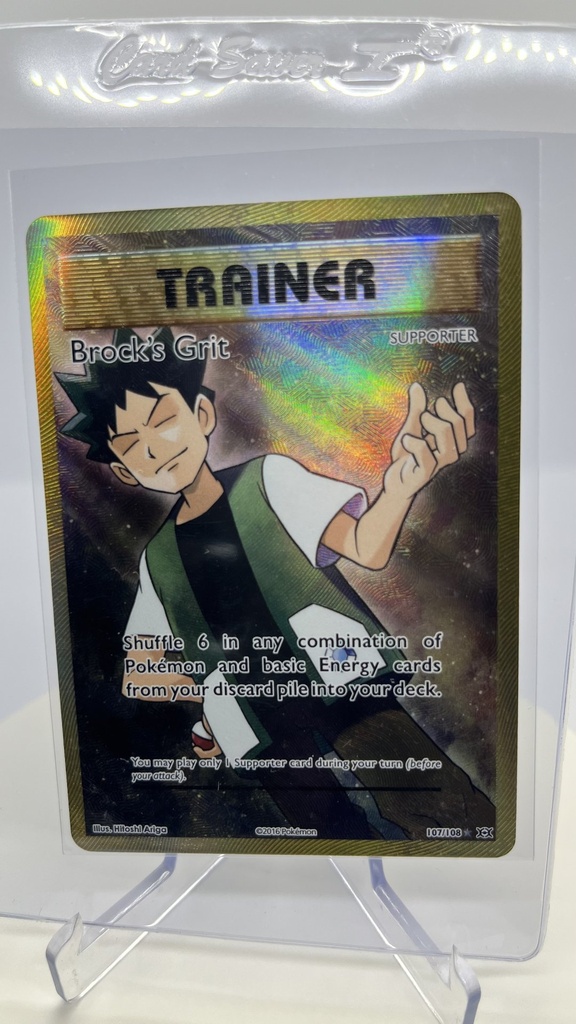 Card Saver I
TRAINER
Brock's Grit
SUPPORTER
Shuffle 6 in any combination of
Pokémon and basic Energy cards
from your discard pile into your deck.
You may play only 1 Supporter card during your turn (before
your attack).
Illus. Hitoshi Ariga
©2016 Pokémon
107/108